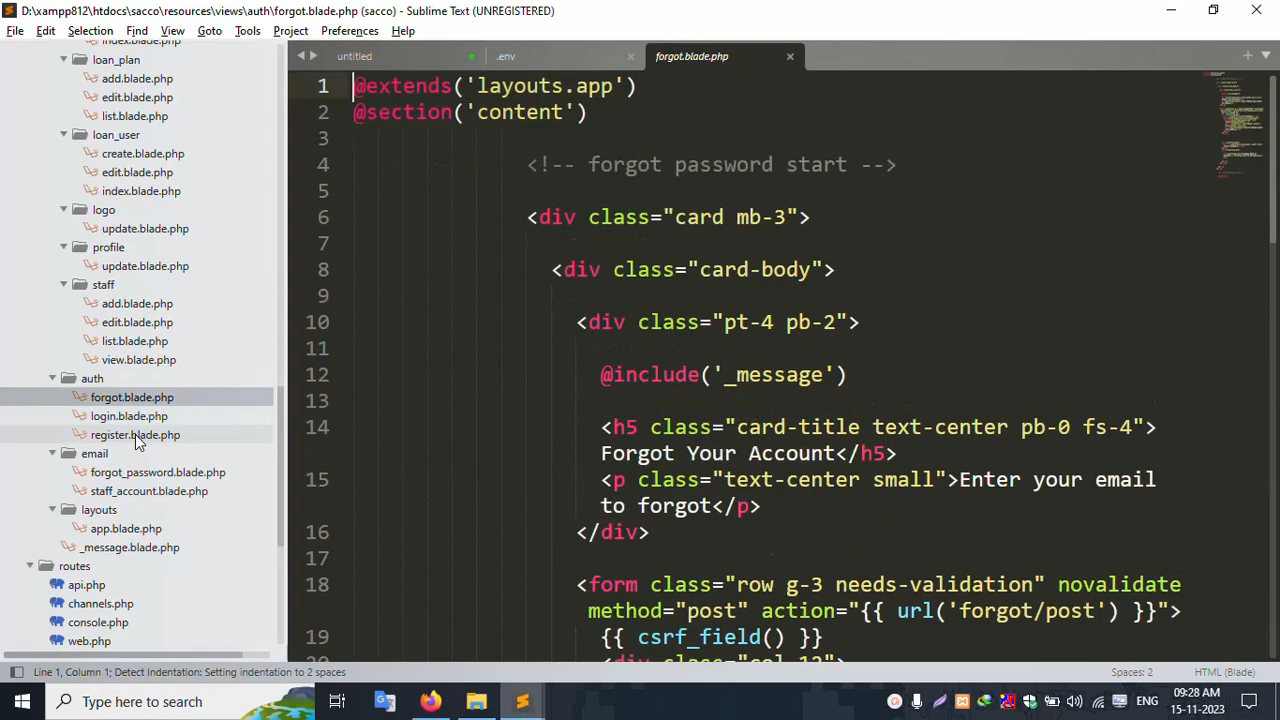 D:\xampp812\htdocs\sacco\resources\views\auth\forgot.blade.php (sacco) - Sublime Text (UNREGISTERED)
File Edit Selection Find View Goto Tools Project Preferences Help
untitled .env forgot.blade.php
index.blade.php
loan_plan
add.blade.php
edit.blade.php
list.blade.php
loan_user
create.blade.php
edit.blade.php
index.blade.php
logo
update.blade.php
profile
update.blade.php
staff
add.blade.php
edit.blade.php
list.blade.php
view.blade.php
auth
forgot.blade.php
login.blade.php
register.blade.php
email
forgot_password.blade.php
staff_account.blade.php
layouts
app.blade.php
_message.blade.php
routes
api.php
channels.php
console.php
web.php
1 @extends('layouts.app')
2 @section('content')
3
4 <!-- forgot password start -->
5
6 <div class="card mb-3">
7
8 <div class="card-body">
9
10 <div class="pt-4 pb-2">
11
12 @include('_message')
13
14 <h5 class="card-title text-center pb-0 fs-4">
Forgot Your Account</h5>
15 <p class="text-center small">Enter your email
to forgot</p>
16 </div>
17
18 <form class="row g-3 needs-validation" novalidate
method="post" action="{{ url('forgot/post') }}">
19 {{ csrf_field() }}
20 <div class="col-12">
Line 1, Column 1; Detect Indentation: Setting indentation to 2 spaces
Spaces: 2 HTML (Blade)
Type here to search
ENG
09:28 AM
15-11-2023